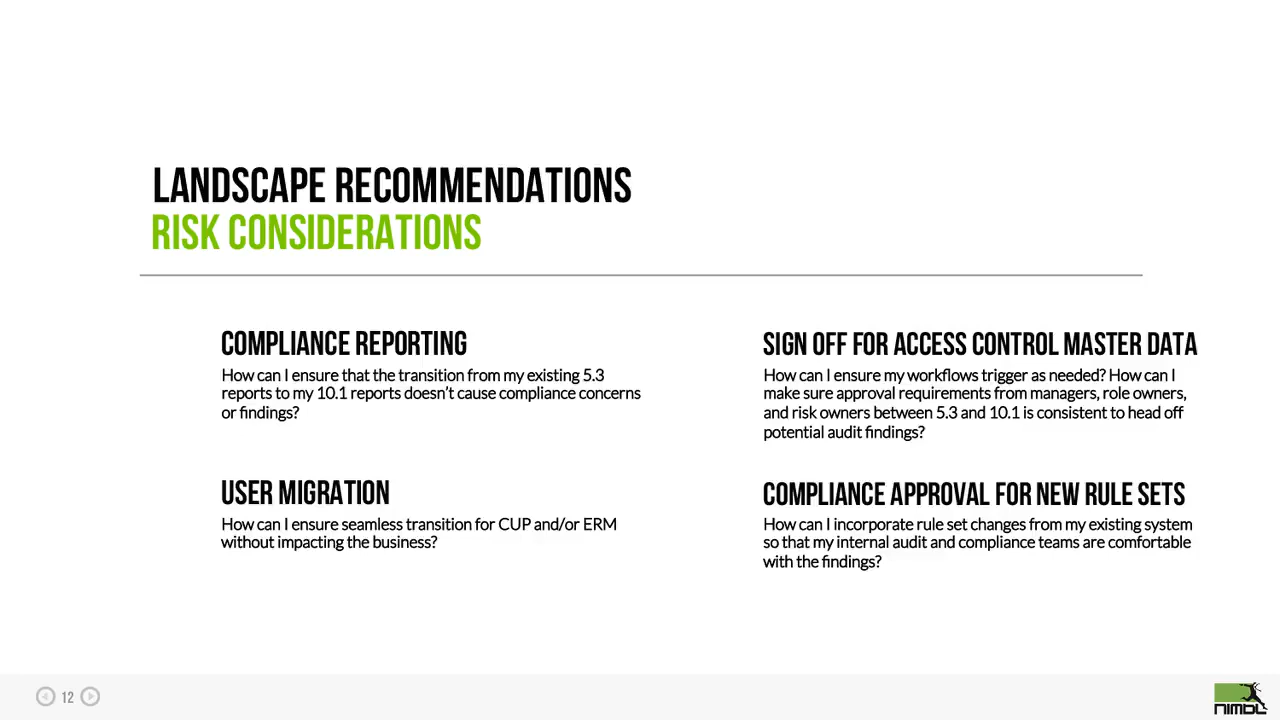 LANDSCAPE RECOMMENDATIONS
RISK CONSIDERATIONS
COMPLIANCE REPORTING
How can I ensure that the transition from my existing 5.3
reports to my 10.1 reports doesn't cause compliance concerns
or findings?
USER MIGRATION
How can I ensure seamless transition for CUP and/or ERM
without impacting the business?
SIGN OFF FOR ACCESS CONTROL MASTER DATA
How can I ensure my workflows trigger as needed? How can I
make sure approval requirements from managers, role owners,
and risk owners between 5.3 and 10.1 is consistent to head off
potential audit findings?
COMPLIANCE APPROVAL FOR NEW RULE SETS
How can I incorporate rule set changes from my existing system
so that my internal audit and compliance teams are comfortable
with the findings?
12
NIMBL